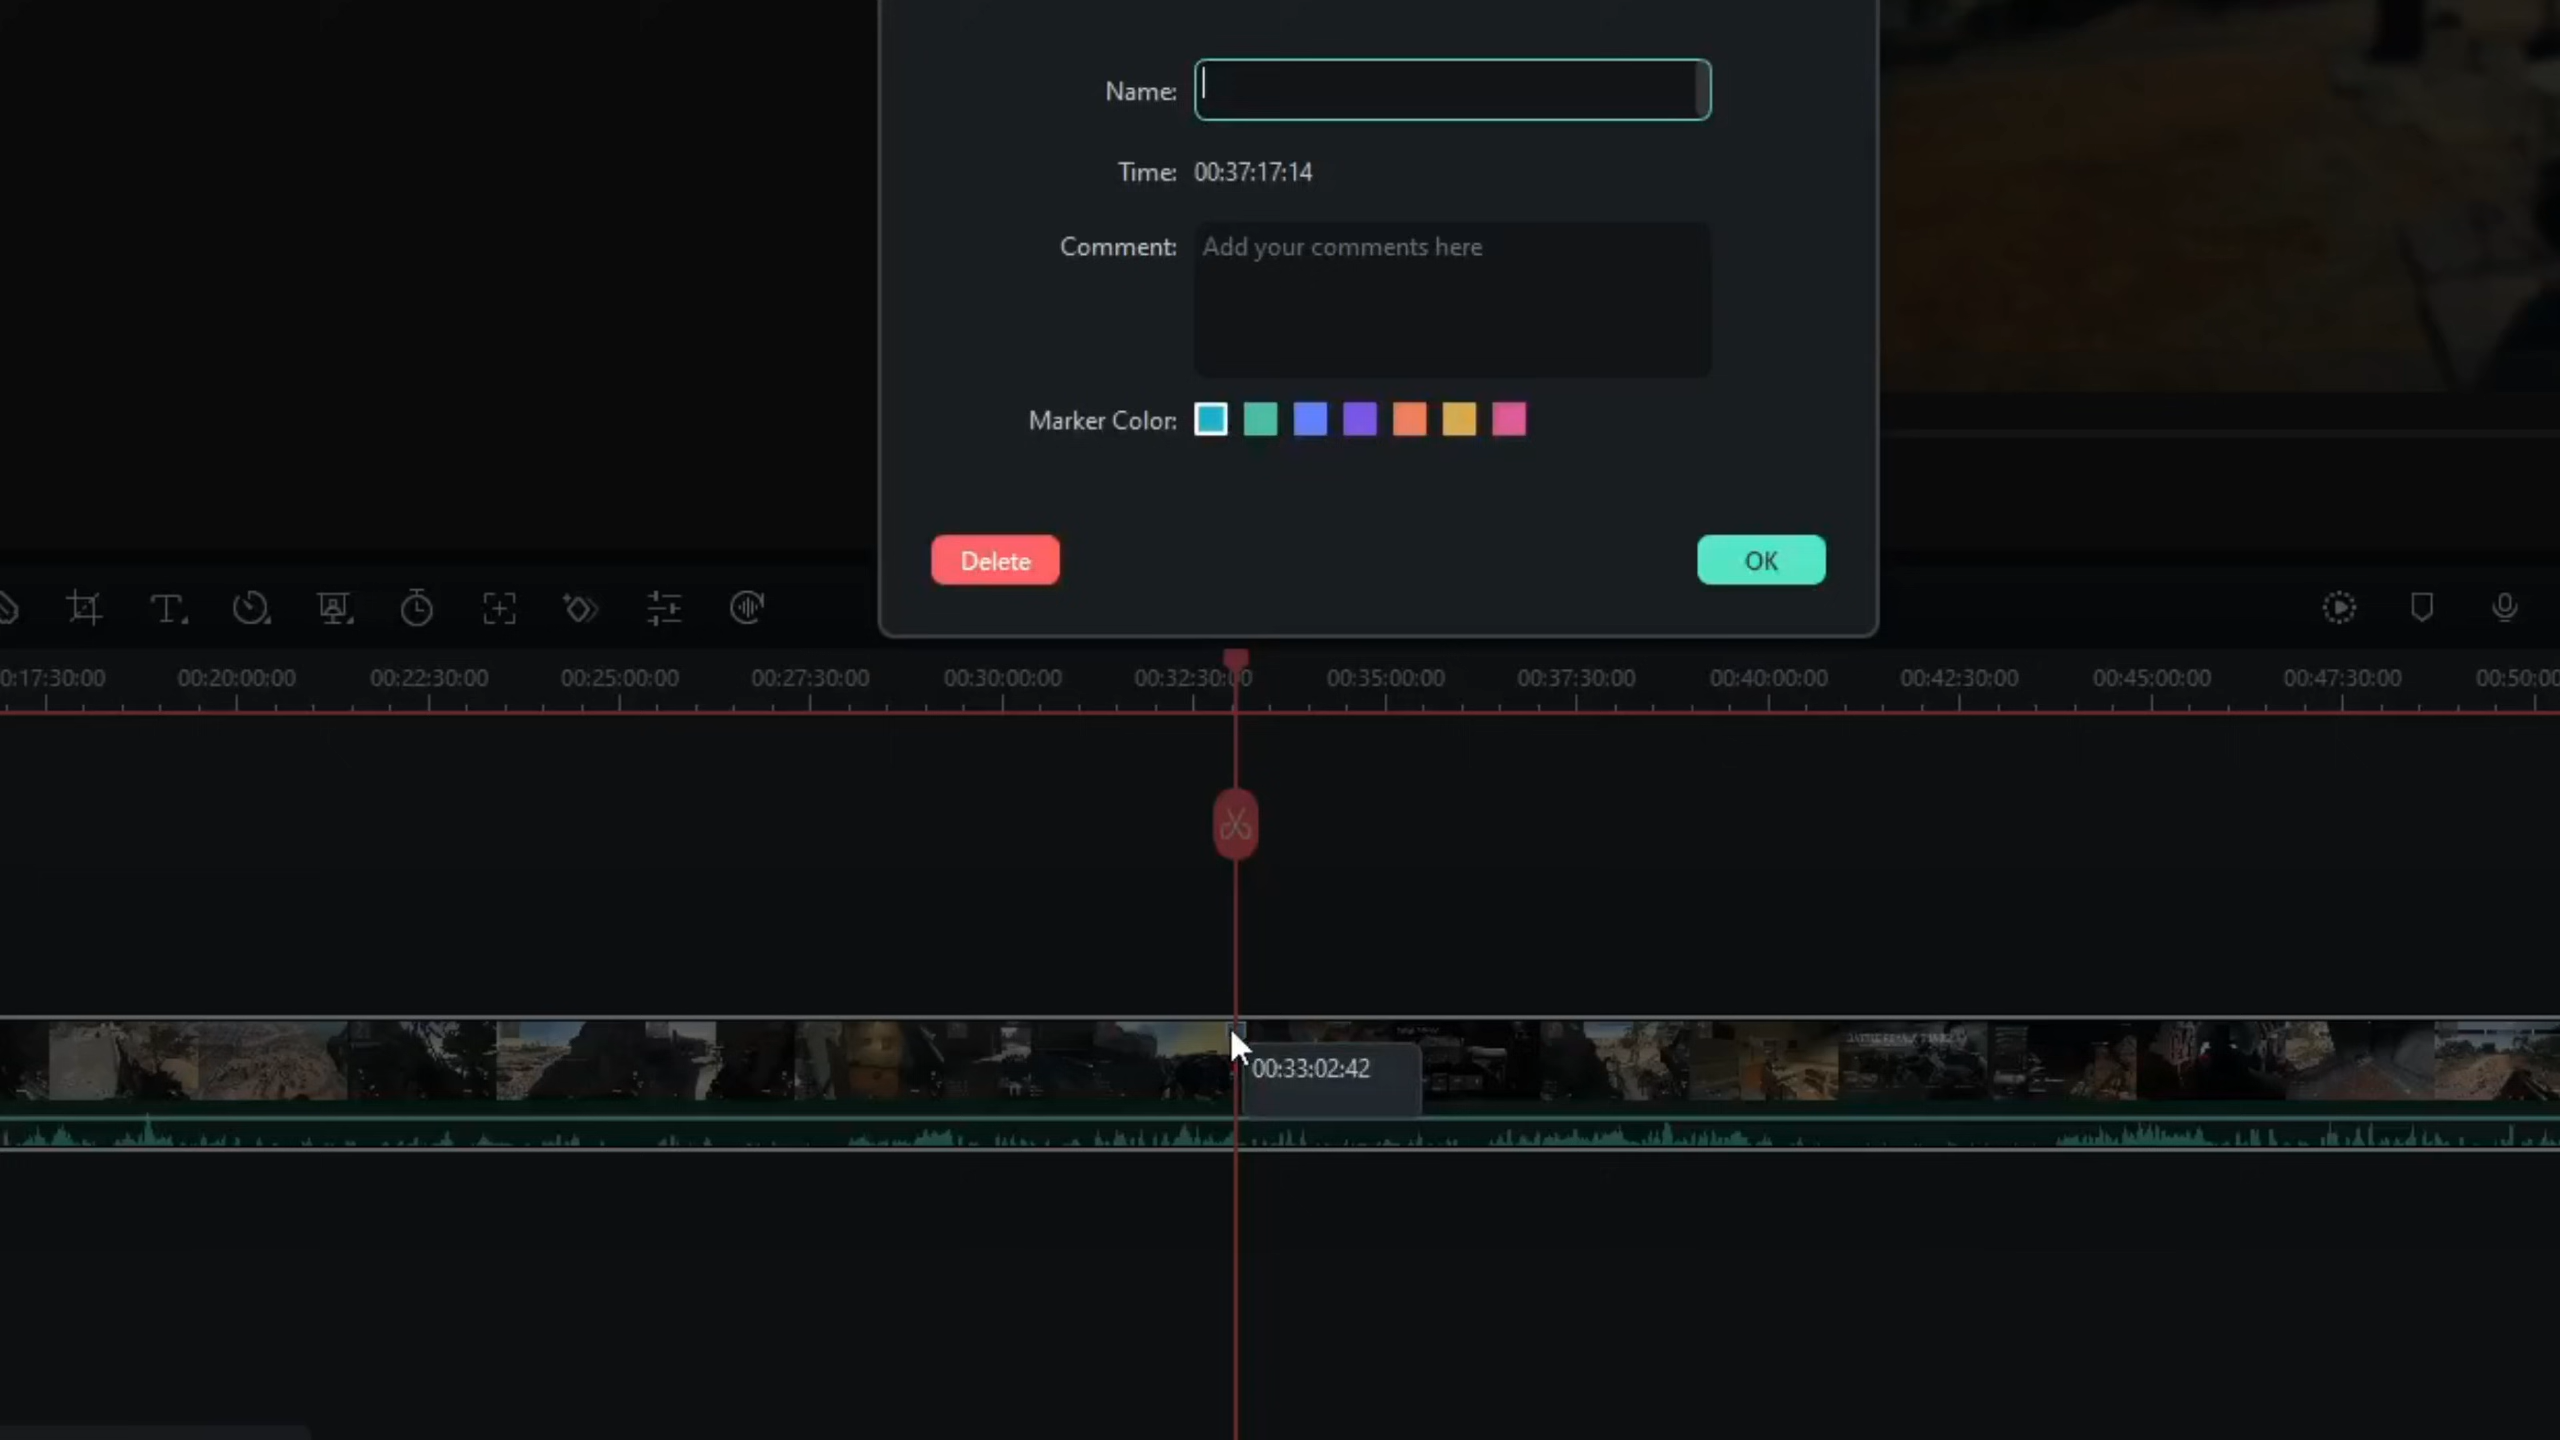 Name:
Time: 00:37:17:14
Comment: Add your comments here
Marker Color:
Delete
OK
0:17:30:00 00:20:00:00 00:22:30:00 00:25:00:00 00:27:30:00 00:30:00:00 00:32:30:00 00:35:00:00 00:37:30:00 00:40:00:00 00:42:30:00 00:45:00:00 00:47:30:00 00:50:00
00:33:02:42